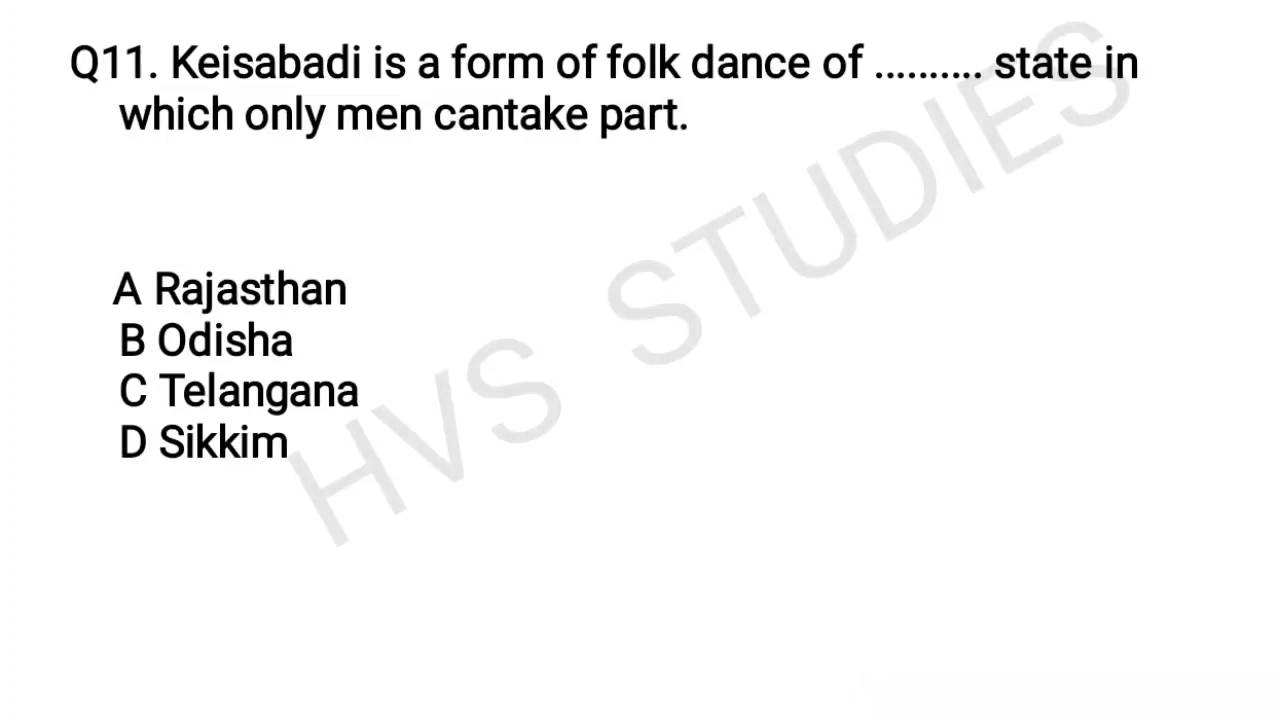 Q11. Keisabadi is a form of folk dance of .......... state in
which only men cantake part.
A Rajasthan
B Odisha
C Telangana
D Sikkim
HVS STUDIES